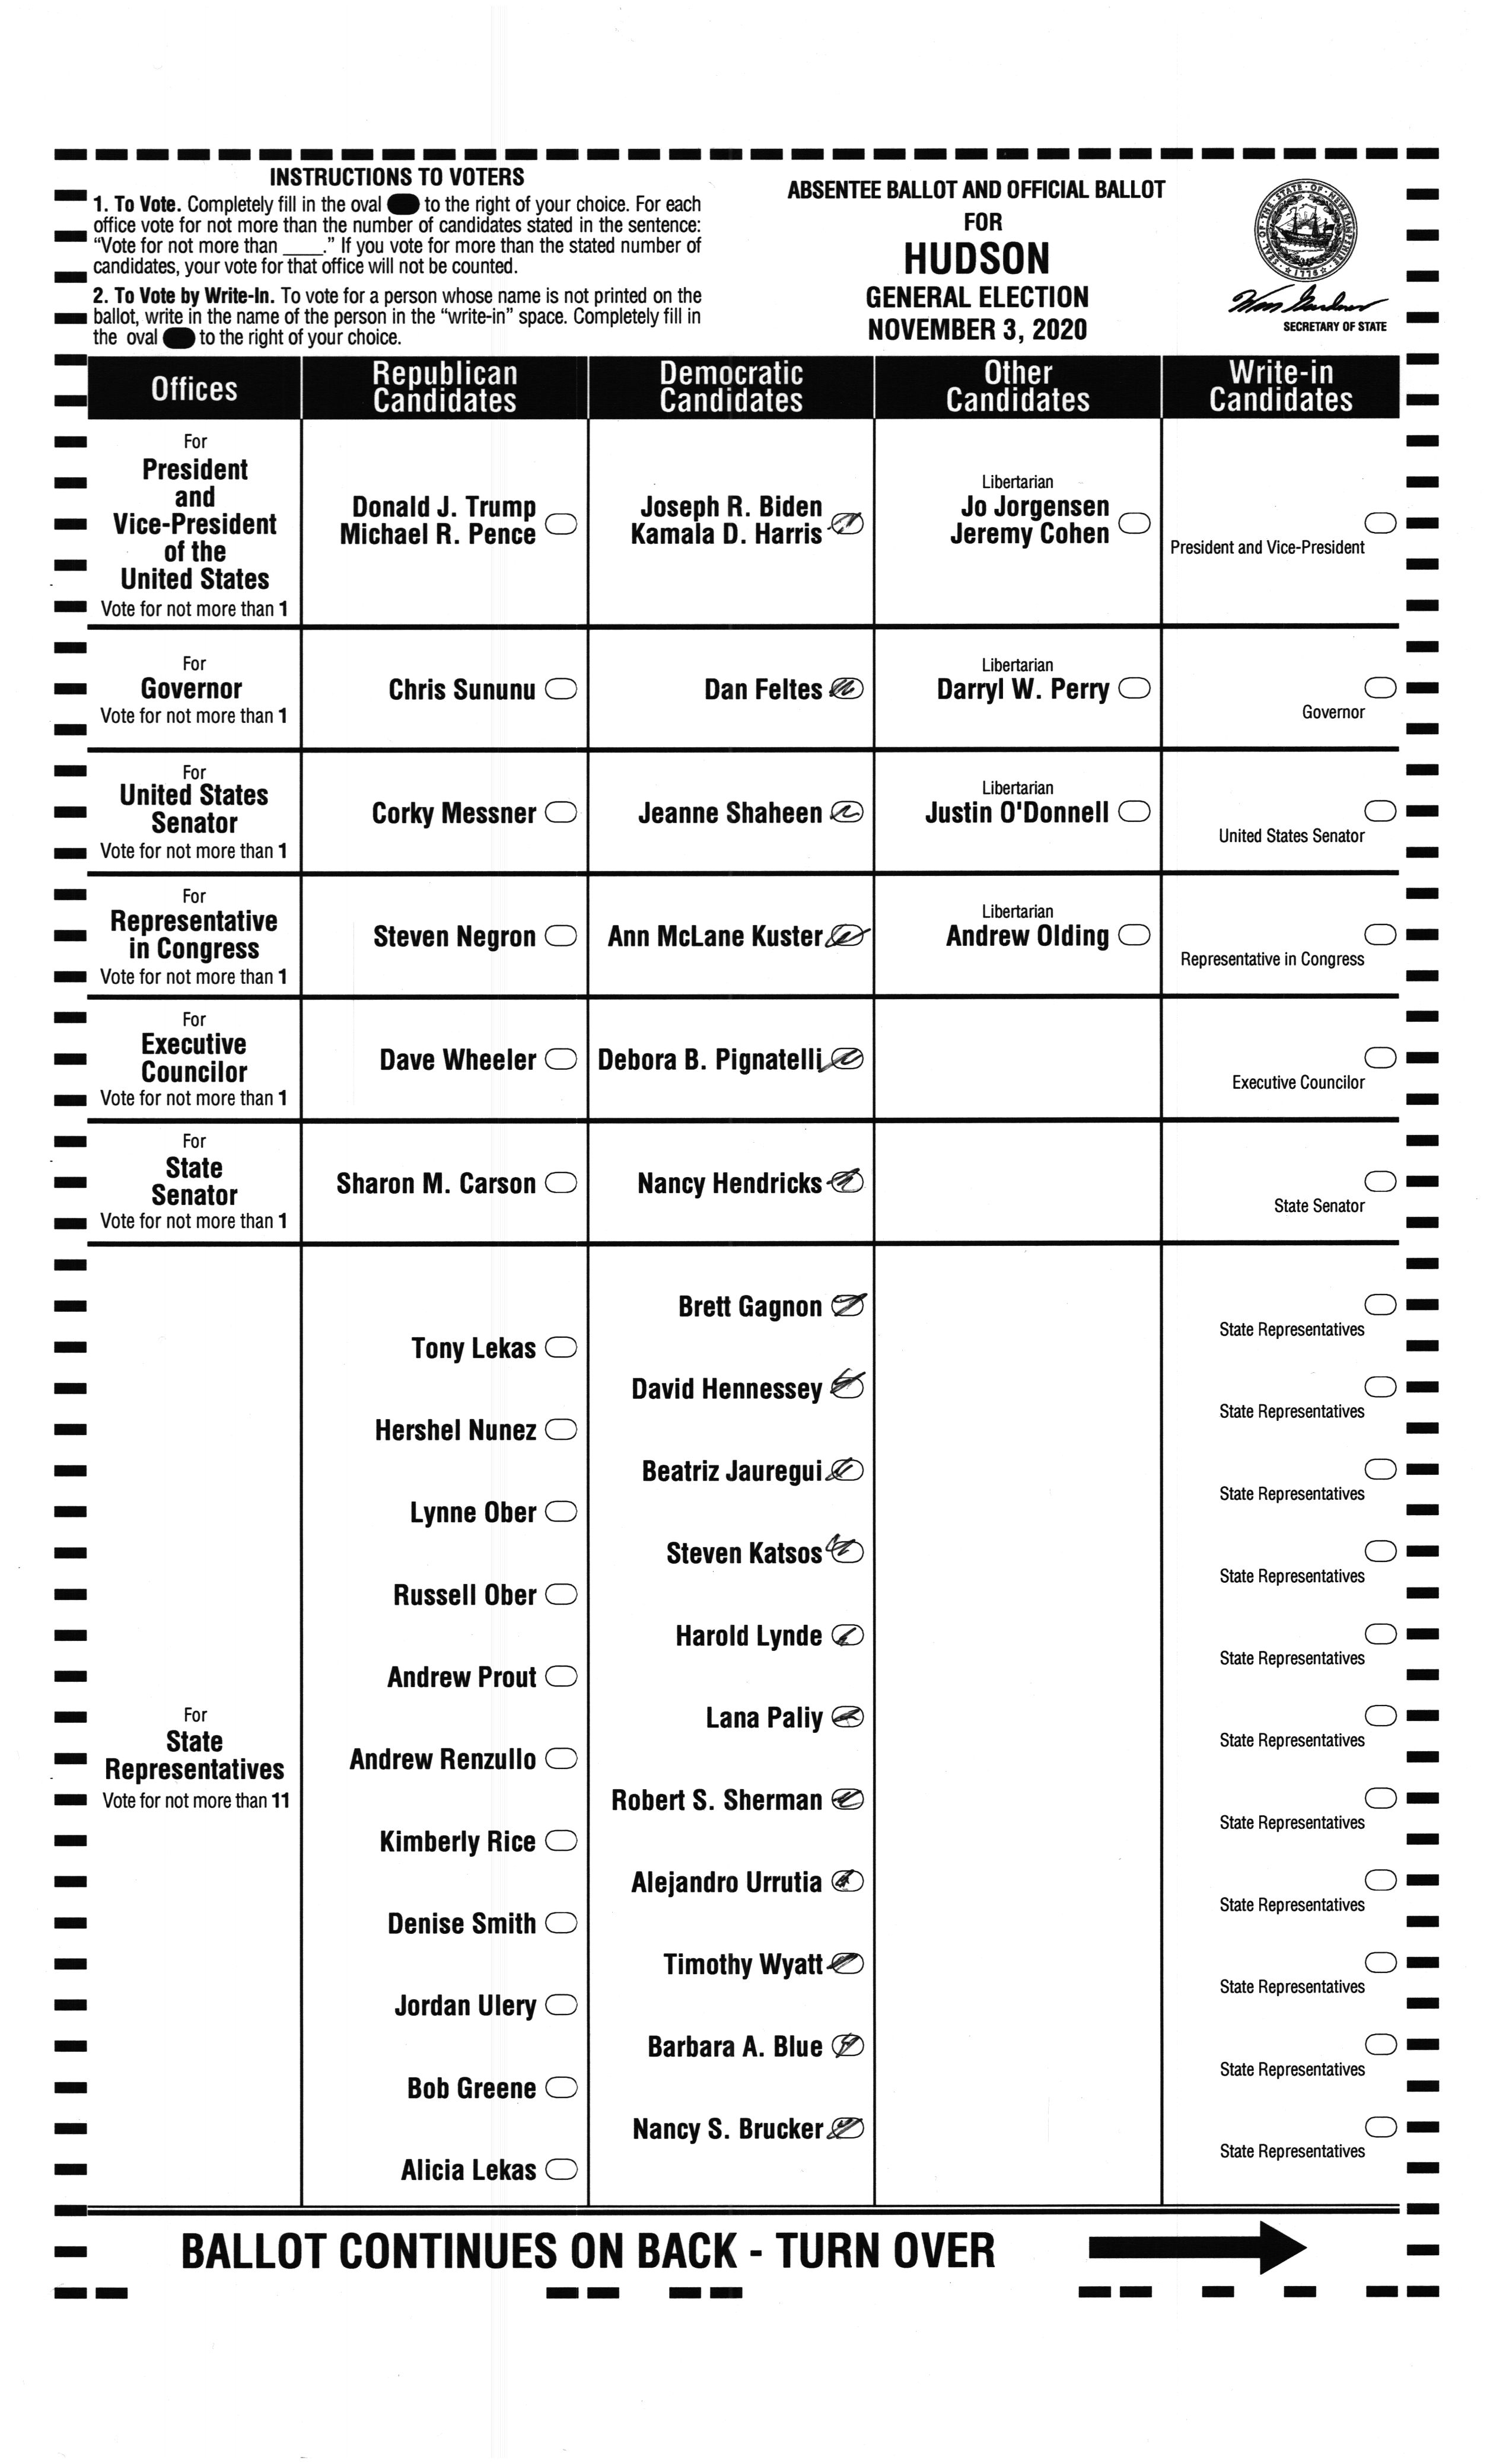 INSTRUCTIONS TO VOTERS
1. To Vote. Completely fill in the oval to the right of your choice. For each
office vote for not more than the number of candidates stated in the sentence:
“Vote for not more than ____.” If you vote for more than the stated number of
candidates, your vote for that office will not be counted.
2. To Vote by Write-In. To vote for a person whose name is not printed on the
ballot, write in the name of the person in the “write-in” space. Completely fill in
the oval to the right of your choice.
ABSENTEE BALLOT AND OFFICIAL BALLOT
FOR
HUDSON
GENERAL ELECTION
NOVEMBER 3, 2020
SEAL · OF · THE · STATE · OF · NEW HAMPSHIRE
1776
SECRETARY OF STATE
Offices
Republican
Candidates
Democratic
Candidates
Other
Candidates
Write-in
Candidates
For
President
and
Vice-President
of the
United States
Vote for not more than 1
Donald J. Trump
Michael R. Pence
Joseph R. Biden
Kamala D. Harris
Libertarian
Jo Jorgensen
Jeremy Cohen
President and Vice-President
For
Governor
Vote for not more than 1
Chris Sununu
Dan Feltes
Libertarian
Darryl W. Perry
Governor
For
United States
Senator
Vote for not more than 1
Corky Messner
Jeanne Shaheen
Libertarian
Justin O'Donnell
United States Senator
For
Representative
in Congress
Vote for not more than 1
Steven Negron
Ann McLane Kuster
Libertarian
Andrew Olding
Representative in Congress
For
Executive
Councilor
Vote for not more than 1
Dave Wheeler
Debora B. Pignatelli
Executive Councilor
For
State
Senator
Vote for not more than 1
Sharon M. Carson
Nancy Hendricks
State Senator
For
State
Representatives
Vote for not more than 11
Tony Lekas
Hershel Nunez
Lynne Ober
Russell Ober
Andrew Prout
Andrew Renzullo
Kimberly Rice
Denise Smith
Jordan Ulery
Bob Greene
Alicia Lekas
Brett Gagnon
David Hennessey
Beatriz Jauregui
Steven Katsos
Harold Lynde
Lana Paliy
Robert S. Sherman
Alejandro Urrutia
Timothy Wyatt
Barbara A. Blue
Nancy S. Brucker
State Representatives
State Representatives
State Representatives
State Representatives
State Representatives
State Representatives
State Representatives
State Representatives
State Representatives
State Representatives
State Representatives
BALLOT CONTINUES ON BACK - TURN OVER